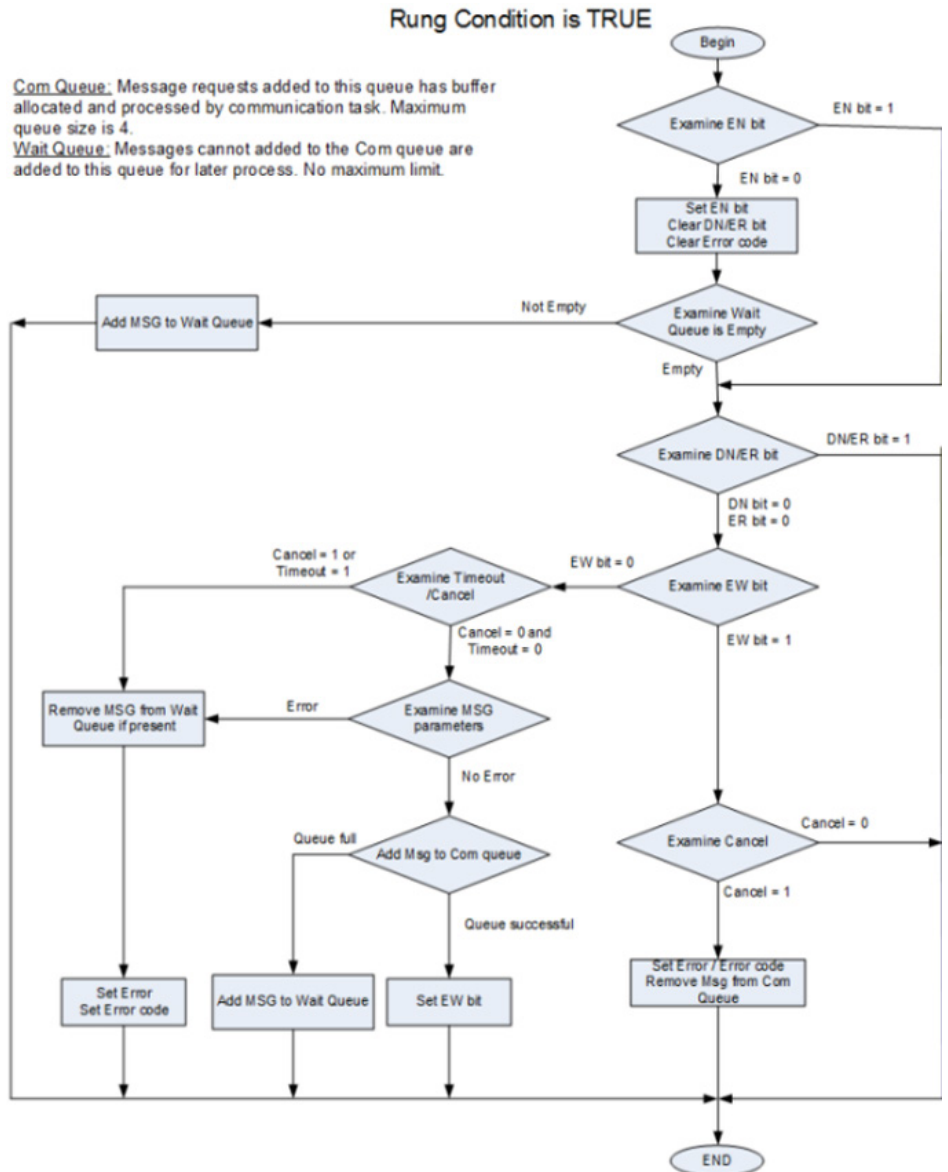 Rung Condition is TRUE
Begin
Com Queue: Message requests added to this queue has buffer
allocated and processed by communication task. Maximum
queue size is 4.
Wait Queue: Messages cannot added to the Com queue are
added to this queue for later process. No maximum limit.
EN bit = 1
Examine EN bit
EN bit = 0
Set EN bit
Clear DN/ER bit
Clear Error code
Not Empty
Add MSG to Wait Queue
Examine Wait
Queue is Empty
Empty
DN/ER bit = 1
Examine DN/ER bit
DN bit = 0
ER bit = 0
Cancel = 1 or
Timeout = 1
Examine Timeout
/Cancel
EW bit = 0
Examine EW bit
Cancel = 0 and
Timeout = 0
EW bit = 1
Remove MSG from Wait
Queue if present
Error
Examine MSG
parameters
No Error
Queue full
Add Msg to Com queue
Cancel = 0
Examine Cancel
Cancel = 1
Queue successful
Set Error
Set Error code
Add MSG to Wait Queue
Set EW bit
Set Error / Error code
Remove Msg from Com
Queue
END